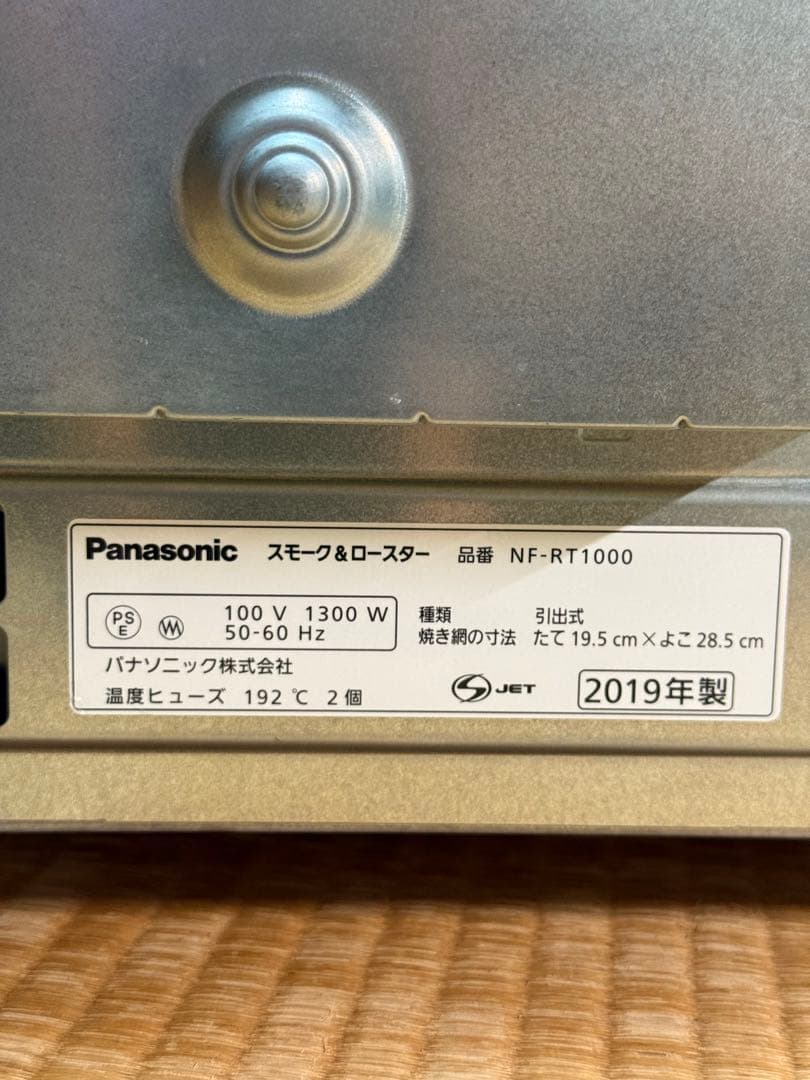 Panasonic スモーク&ロースター 品番 NF-RT1000
PS
E
100 V 1300 W
50-60 Hz
種類 引出式
焼き網の寸法 たて 19.5 cm×よこ 28.5 cm
パナソニック株式会社
温度ヒューズ 192 ℃ 2 個
S JET
2019年製